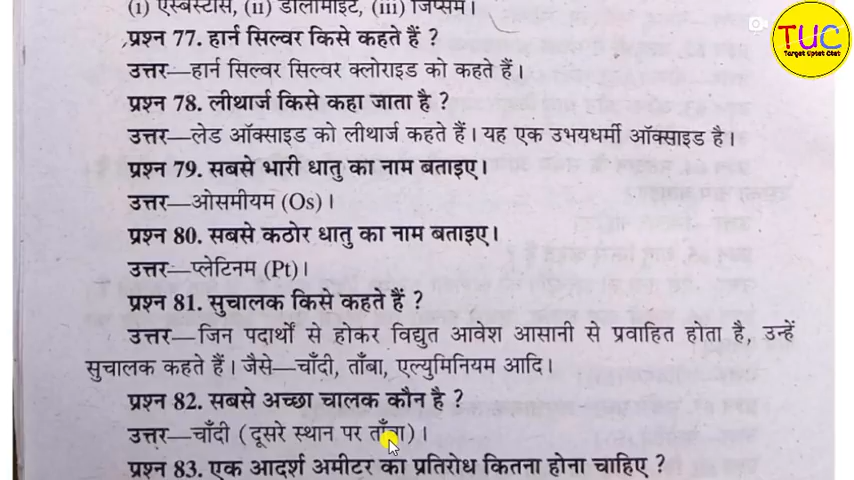 (i) एस्बेस्टास, (ii) डोलोमाइट, (iii) जिप्सम।
प्रश्न 77. हार्न सिल्वर किसे कहते हैं ?
उत्तर—हार्न सिल्वर सिल्वर क्लोराइड को कहते हैं।
प्रश्न 78. लीथार्ज किसे कहा जाता है ?
उत्तर—लेड ऑक्साइड को लीथार्ज कहते हैं। यह एक उभयधर्मी ऑक्साइड है।
प्रश्न 79. सबसे भारी धातु का नाम बताइए।
उत्तर—ओसमीयम (Os)।
प्रश्न 80. सबसे कठोर धातु का नाम बताइए।
उत्तर—प्लेटिनम (Pt)।
प्रश्न 81. सुचालक किसे कहते हैं ?
उत्तर—जिन पदार्थों से होकर विद्युत आवेश आसानी से प्रवाहित होता है, उन्हें
सुचालक कहते हैं। जैसे—चाँदी, ताँबा, एल्युमिनियम आदि।
प्रश्न 82. सबसे अच्छा चालक कौन है ?
उत्तर—चाँदी (दूसरे स्थान पर ताँबा)।
प्रश्न 83. एक आदर्श अमीटर का प्रतिरोध कितना होना चाहिए ?
TUC
Target Uptet Ctet